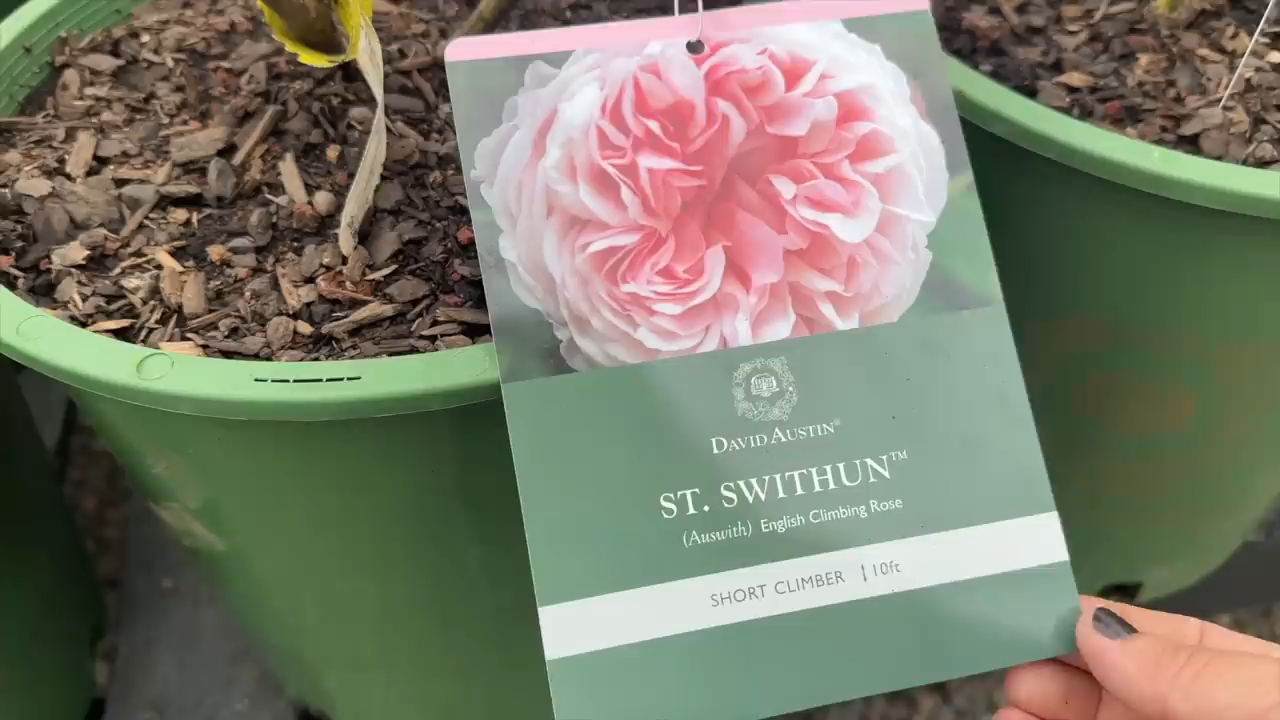 DAVID AUSTIN®
ST. SWITHUN™
(Auswith) English Climbing Rose
SHORT CLIMBER 10ft